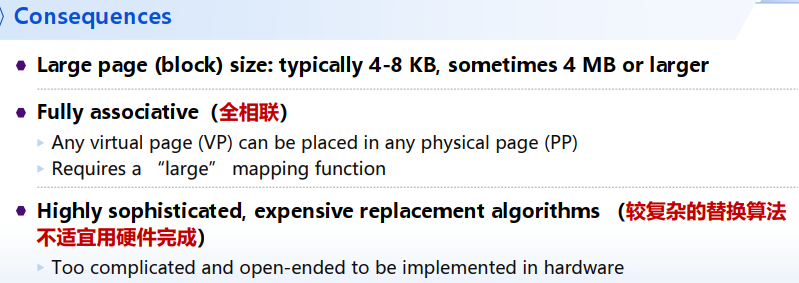 Consequences
Large page (block) size: typically 4-8 KB, sometimes 4 MB or larger
Fully associative (全相联)
Any virtual page (VP) can be placed in any physical page (PP)
Requires a “large” mapping function
Highly sophisticated, expensive replacement algorithms （较复杂的替换算法
不适宜用硬件完成）
Too complicated and open-ended to be implemented in hardware